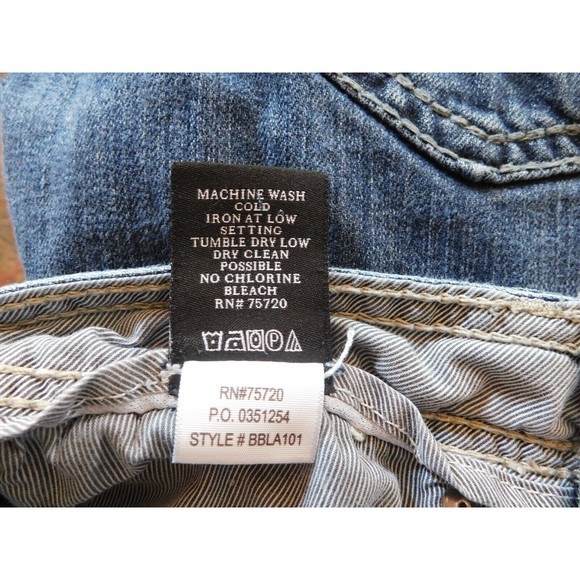 MACHINE WASH
COLD
IRON AT LOW
SETTING
TUMBLE DRY LOW
DRY CLEAN
POSSIBLE
NO CHLORINE
BLEACH
RN# 75720
RN#75720
P.O. 0351254
STYLE # BBLA101